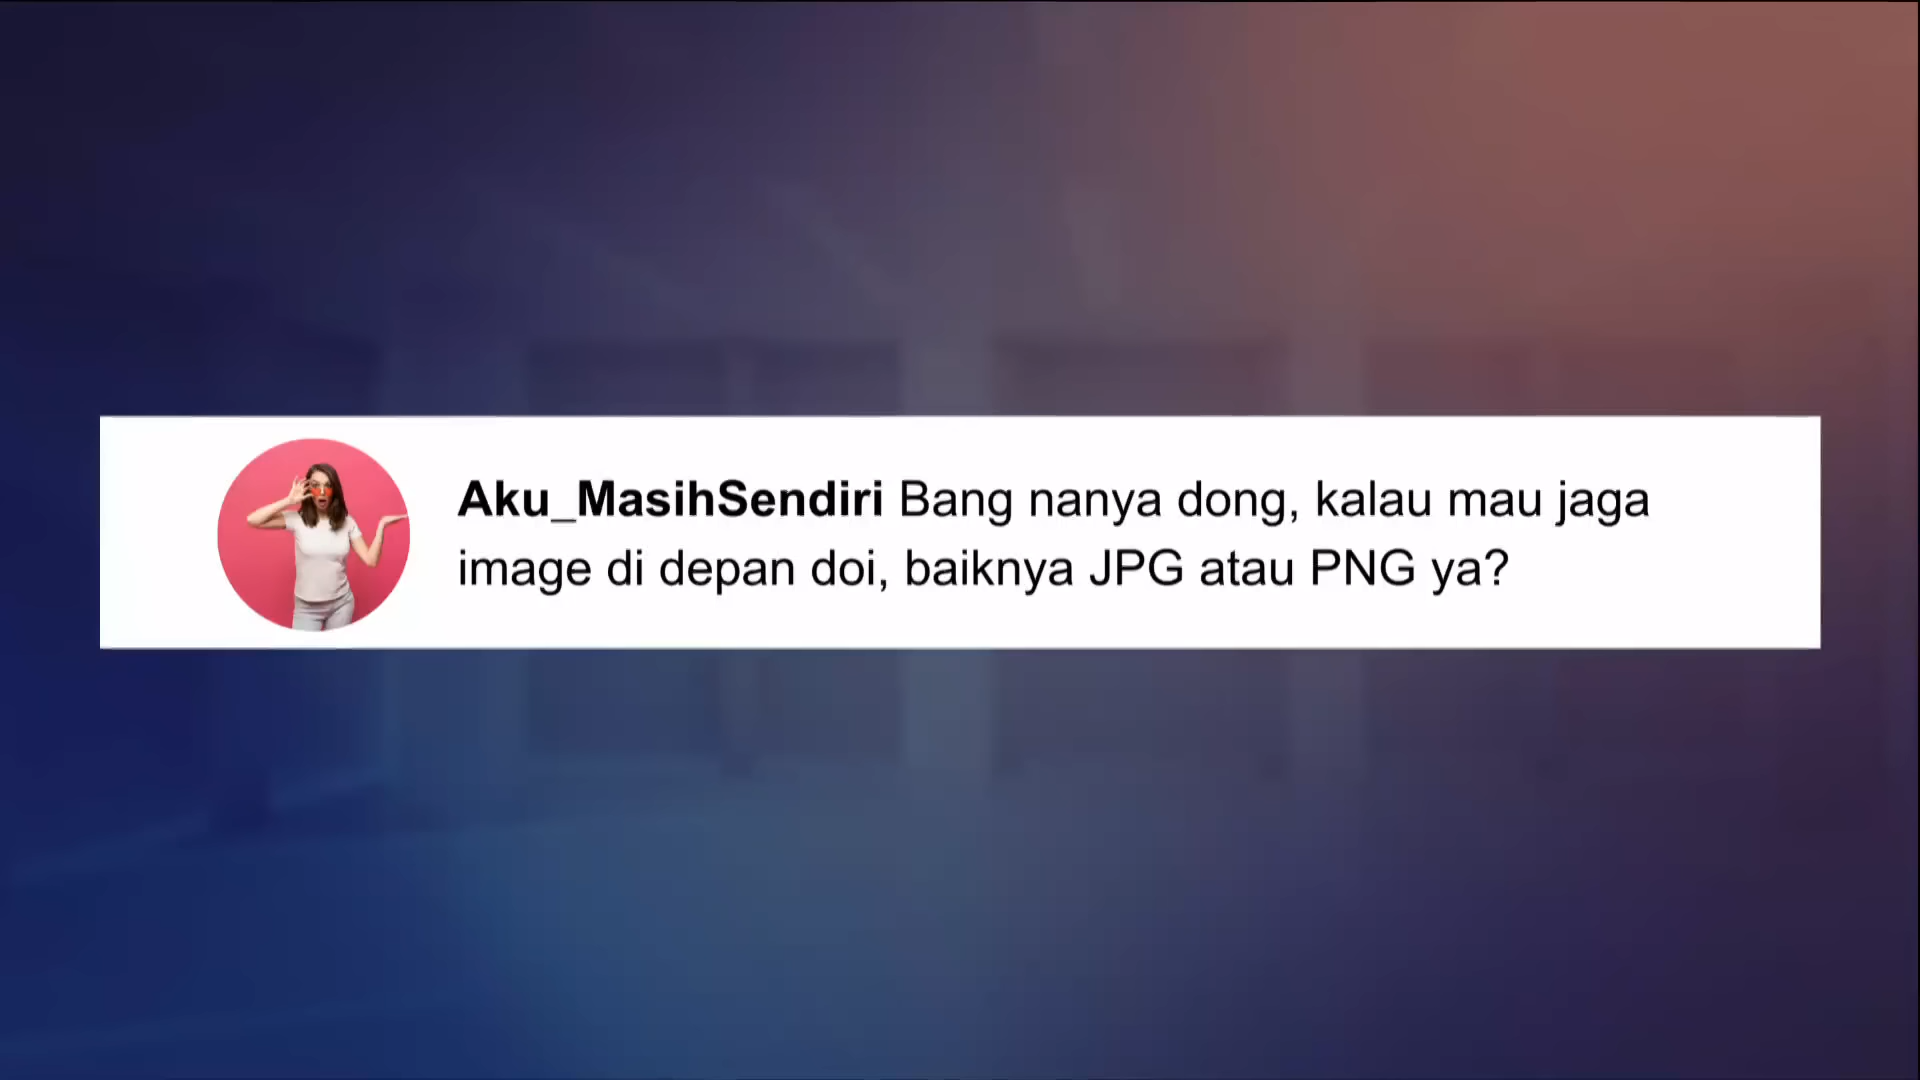 Aku_MasihSendiri Bang nanya dong, kalau mau jaga
image di depan doi, baiknya JPG atau PNG ya?